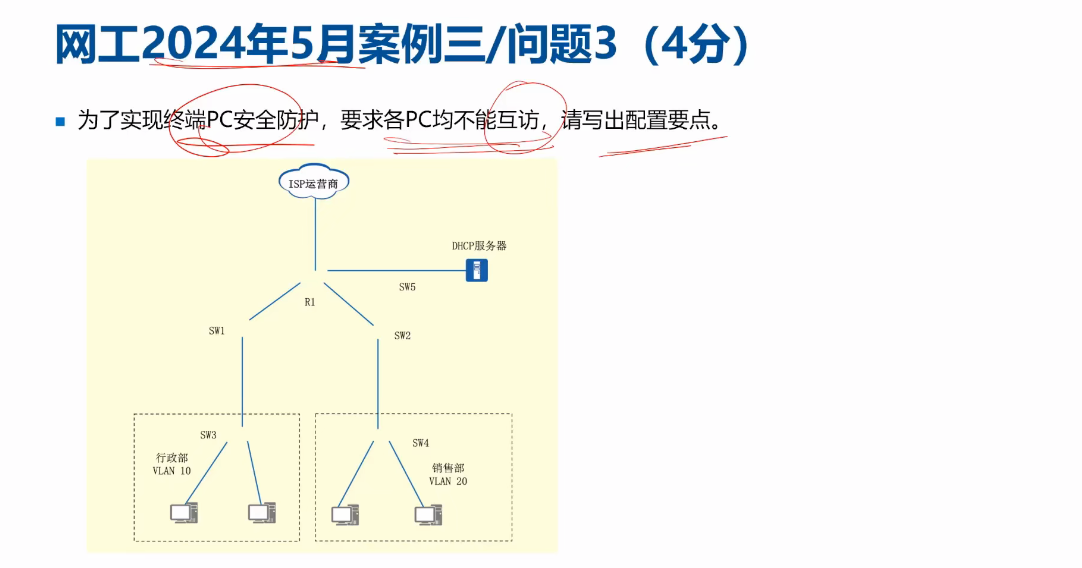 网工2024年5月案例三/问题3（4分）
为了实现终端PC安全防护，要求各PC均不能互访，请写出配置要点。
ISP运营商
DHCP服务器
SW5
R1
SW1
SW2
SW3
SW4
行政部
VLAN 10
销售部
VLAN 20